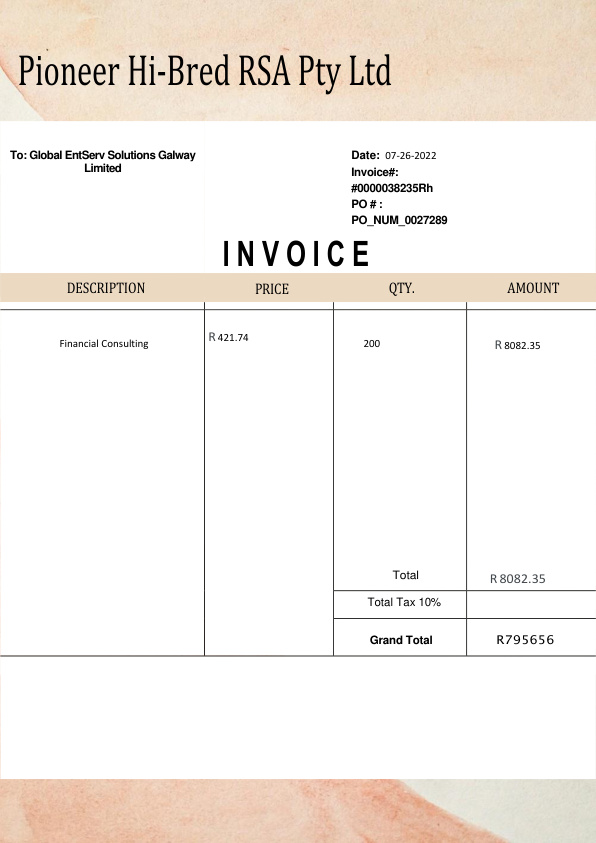 Pioneer Hi-Bred RSA Pty Ltd
To: Global EntServ Solutions Galway
Limited
Date: 07-26-2022
Invoice#:
#0000038235Rh
PO # :
PO_NUM_0027289
INVOICE
DESCRIPTION PRICE QTY. AMOUNT
Financial Consulting R 421.74 200 R 8082.35
Total R 8082.35
Total Tax 10%
Grand Total R795656